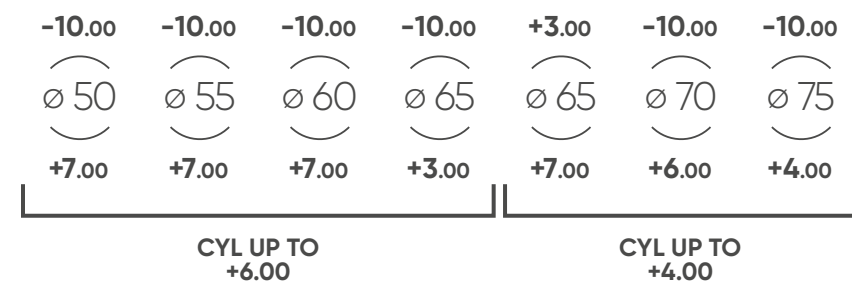 -10.00 -10.00 -10.00 -10.00 +3.00 -10.00 -10.00
⌀ 50 ⌀ 55 ⌀ 60 ⌀ 65 ⌀ 65 ⌀ 70 ⌀ 75
+7.00 +7.00 +7.00 +3.00 +7.00 +6.00 +4.00
CYL UP TO CYL UP TO
+6.00 +4.00